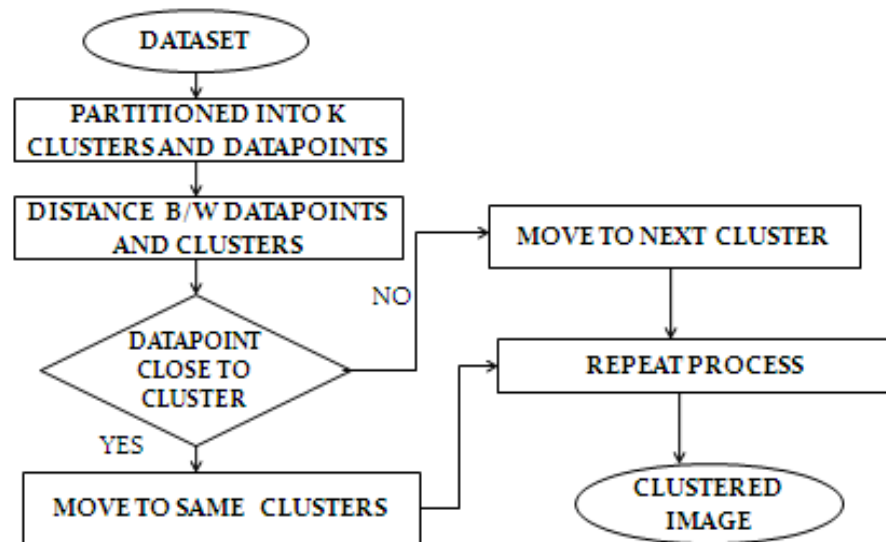 DATASET
PARTITIONED INTO K
CLUSTERS AND DATAPOINTS
DISTANCE B/W DATAPOINTS
AND CLUSTERS
DATAPOINT
CLOSE TO
CLUSTER
NO
YES
MOVE TO SAME CLUSTERS
MOVE TO NEXT CLUSTER
REPEAT PROCESS
CLUSTERED
IMAGE